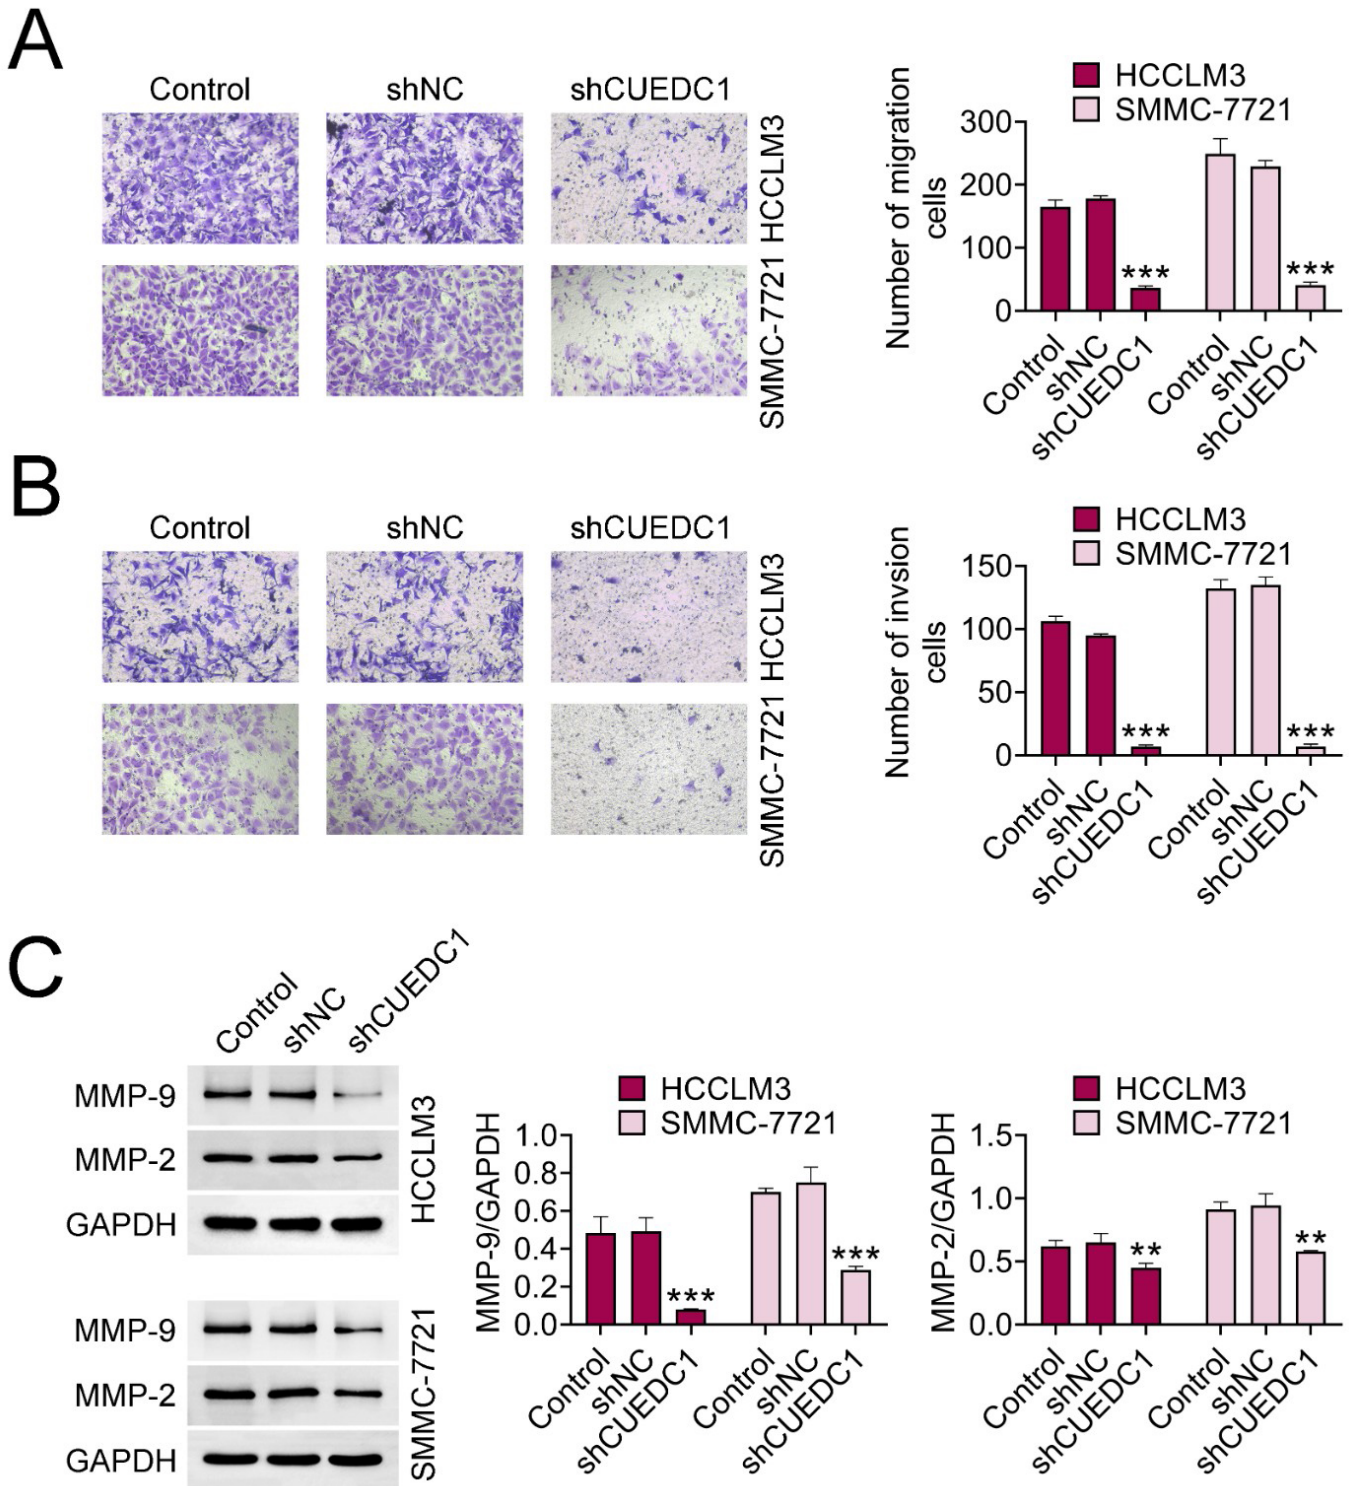 A
Control shNC shCUEDC1
HCCLM3
SMMC-7721
HCCLM3
SMMC-7721
Number of migration
cells
300
200
100
0
***
***
Control shNC shCUEDC1 Control shNC shCUEDC1
B
Control shNC shCUEDC1
HCCLM3
SMMC-7721
HCCLM3
SMMC-7721
Number of invsion
cells
150
100
50
0
***
***
Control shNC shCUEDC1 Control shNC shCUEDC1
C
Control shNC shCUEDC1
MMP-9
MMP-2
GAPDH
HCCLM3
MMP-9
MMP-2
GAPDH
SMMC-7721
HCCLM3
SMMC-7721
MMP-9/GAPDH
1.0
0.8
0.6
0.4
0.2
0.0
***
***
Control shNC shCUEDC1 Control shNC shCUEDC1
HCCLM3
SMMC-7721
MMP-2/GAPDH
1.5
1.0
0.5
0.0
**
**
Control shNC shCUEDC1 Control shNC shCUEDC1